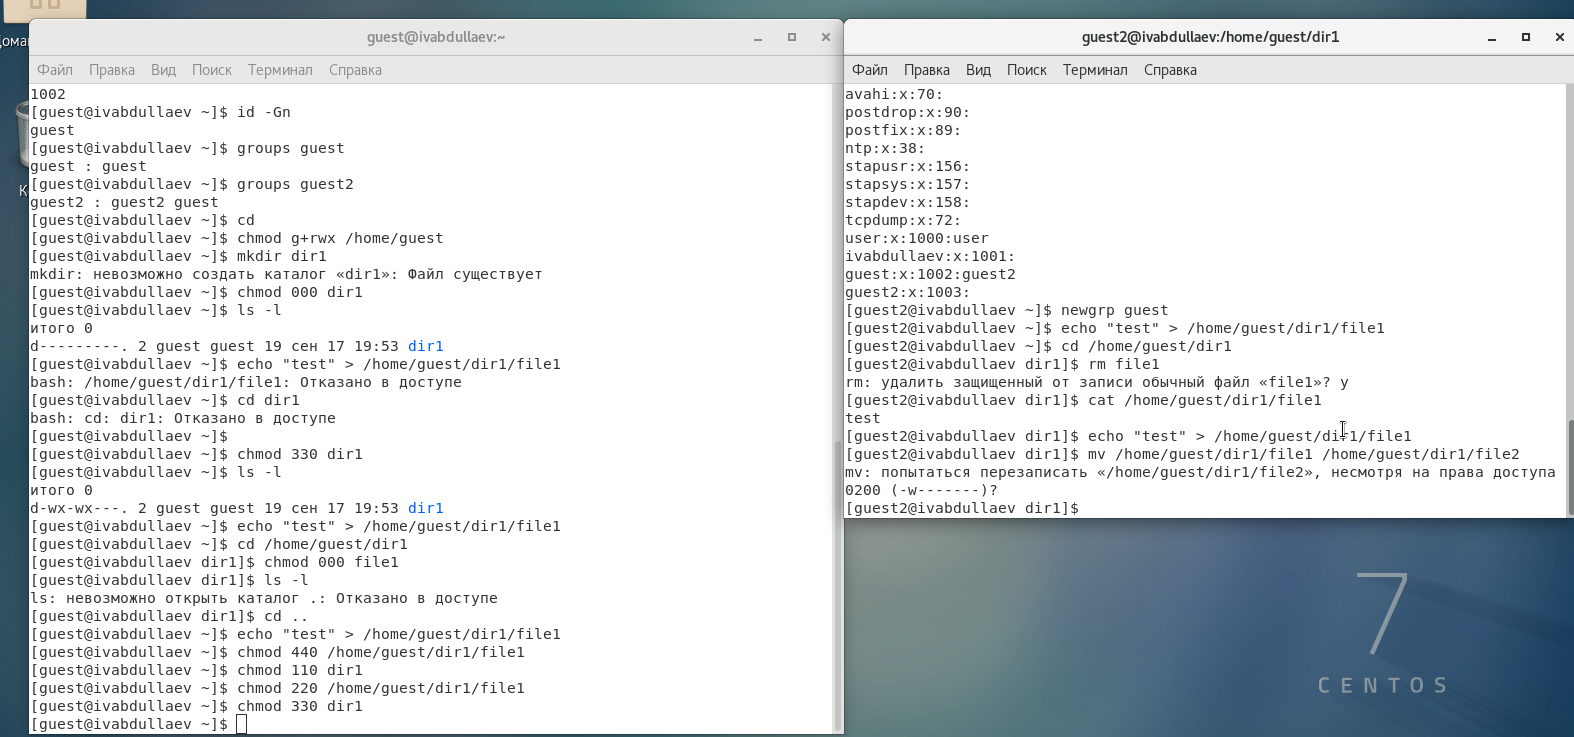 Дома
К
guest@ivabdullaev:~
Файл Правка Вид Поиск Терминал Справка
1002
[guest@ivabdullaev ~]$ id -Gn
guest
[guest@ivabdullaev ~]$ groups guest
guest : guest
[guest@ivabdullaev ~]$ groups guest2
guest2 : guest2 guest
[guest@ivabdullaev ~]$ cd
[guest@ivabdullaev ~]$ chmod g+rwx /home/guest
[guest@ivabdullaev ~]$ mkdir dir1
mkdir: невозможно создать каталог «dir1»: Файл существует
[guest@ivabdullaev ~]$ chmod 000 dir1
[guest@ivabdullaev ~]$ ls -l
итого 0
d---------. 2 guest guest 19 сен 17 19:53 dir1
[guest@ivabdullaev ~]$ echo "test" > /home/guest/dir1/file1
bash: /home/guest/dir1/file1: Отказано в доступе
[guest@ivabdullaev ~]$ cd dir1
bash: cd: dir1: Отказано в доступе
[guest@ivabdullaev ~]$
[guest@ivabdullaev ~]$ chmod 330 dir1
[guest@ivabdullaev ~]$ ls -l
итого 0
d-wx-wx---. 2 guest guest 19 сен 17 19:53 dir1
[guest@ivabdullaev ~]$ echo "test" > /home/guest/dir1/file1
[guest@ivabdullaev ~]$ cd /home/guest/dir1
[guest@ivabdullaev dir1]$ chmod 000 file1
[guest@ivabdullaev dir1]$ ls -l
ls: невозможно открыть каталог .: Отказано в доступе
[guest@ivabdullaev dir1]$ cd ..
[guest@ivabdullaev ~]$ echo "test" > /home/guest/dir1/file1
[guest@ivabdullaev ~]$ chmod 440 /home/guest/dir1/file1
[guest@ivabdullaev ~]$ chmod 110 dir1
[guest@ivabdullaev ~]$ chmod 220 /home/guest/dir1/file1
[guest@ivabdullaev ~]$ chmod 330 dir1
[guest@ivabdullaev ~]$
guest2@ivabdullaev:/home/guest/dir1
Файл Правка Вид Поиск Терминал Справка
avahi:x:70:
postdrop:x:90:
postfix:x:89:
ntp:x:38:
stapusr:x:156:
stapsys:x:157:
stapdev:x:158:
tcpdump:x:72:
user:x:1000:user
ivabdullaev:x:1001:
guest:x:1002:guest2
guest2:x:1003:
[guest2@ivabdullaev ~]$ newgrp guest
[guest2@ivabdullaev ~]$ echo "test" > /home/guest/dir1/file1
[guest2@ivabdullaev ~]$ cd /home/guest/dir1
[guest2@ivabdullaev dir1]$ rm file1
rm: удалить защищенный от записи обычный файл «file1»? y
[guest2@ivabdullaev dir1]$ cat /home/guest/dir1/file1
test
[guest2@ivabdullaev dir1]$ echo "test" > /home/guest/dir1/file1
[guest2@ivabdullaev dir1]$ mv /home/guest/dir1/file1 /home/guest/dir1/file2
mv: попытаться перезаписать «/home/guest/dir1/file2», несмотря на права доступа
0200 (-w-------)?
[guest2@ivabdullaev dir1]$
7
CENTOS